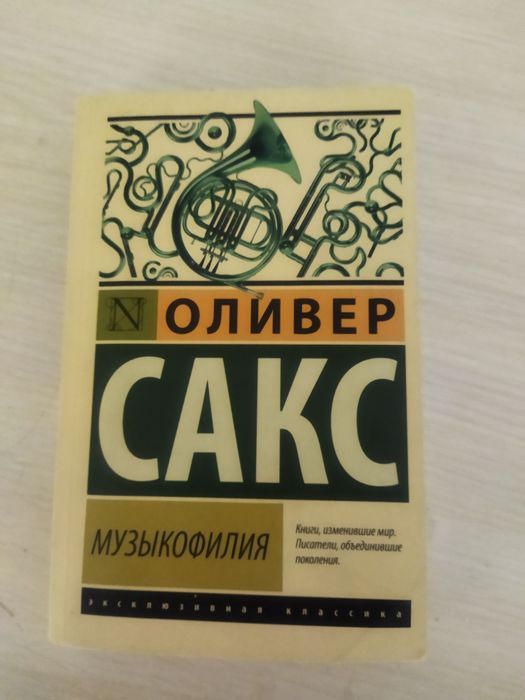 N
ОЛИВЕР
САКС
МУЗЫКОФИЛИЯ
Книги, изменившие мир.
Писатели, объединившие
поколения.
эксклюзивная классика